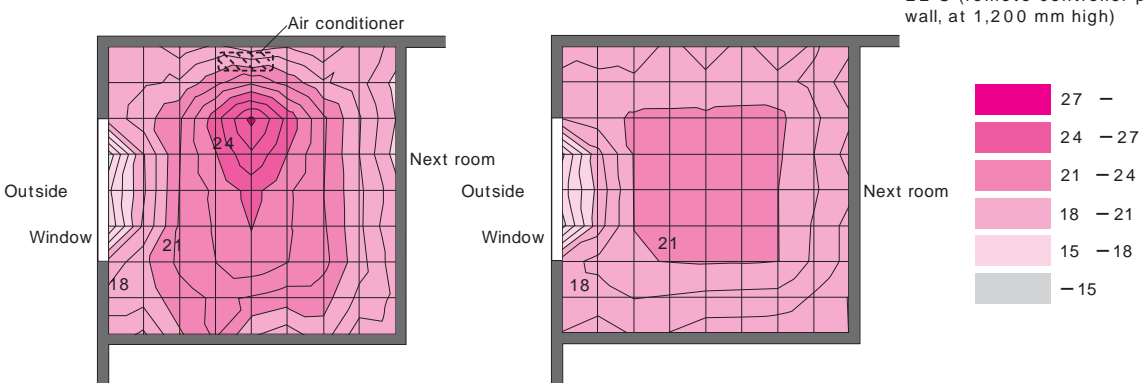 wall, at 1,200 mm high)
Air conditioner
24
Next room
Outside
Window
21
18
Outside
Next room
Window
21
18
27 −
24 − 27
21 − 24
18 − 21
15 − 18
− 15